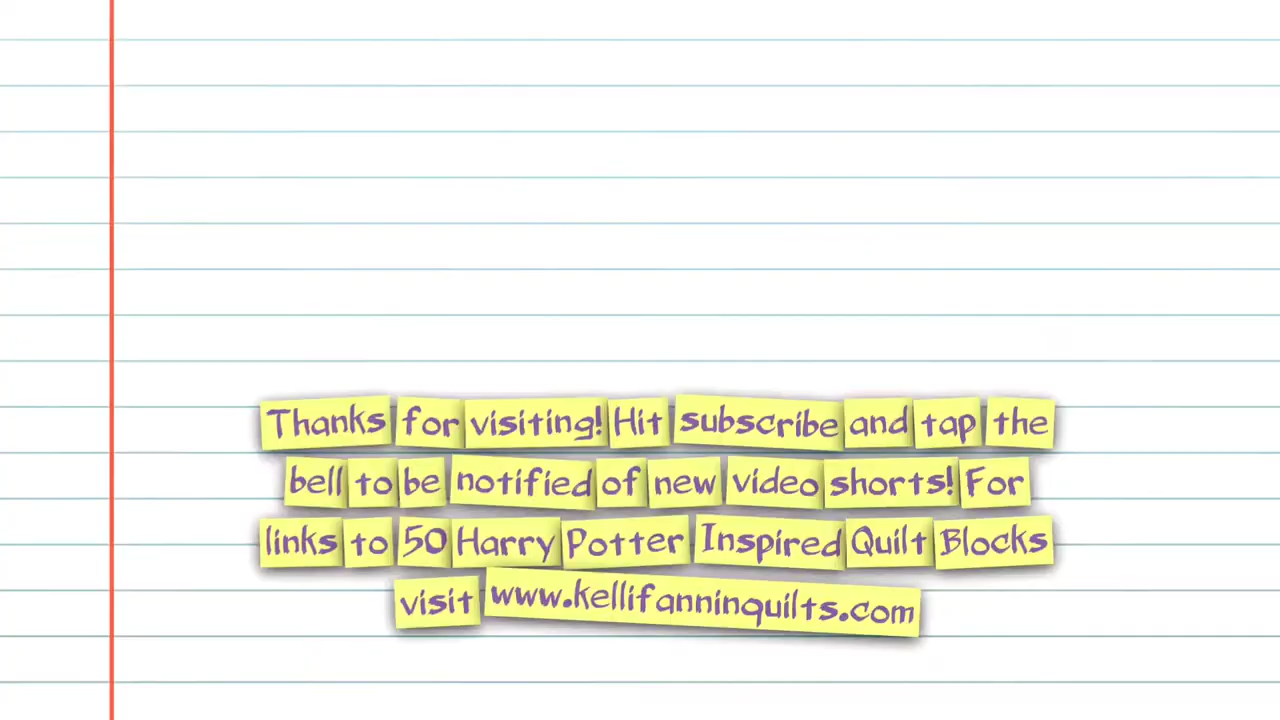 Thanks for visiting! Hit subscribe and tap the
bell to be notified of new video shorts! For
links to 50 Harry Potter Inspired Quilt Blocks
visit www.kellifanninquilts.com